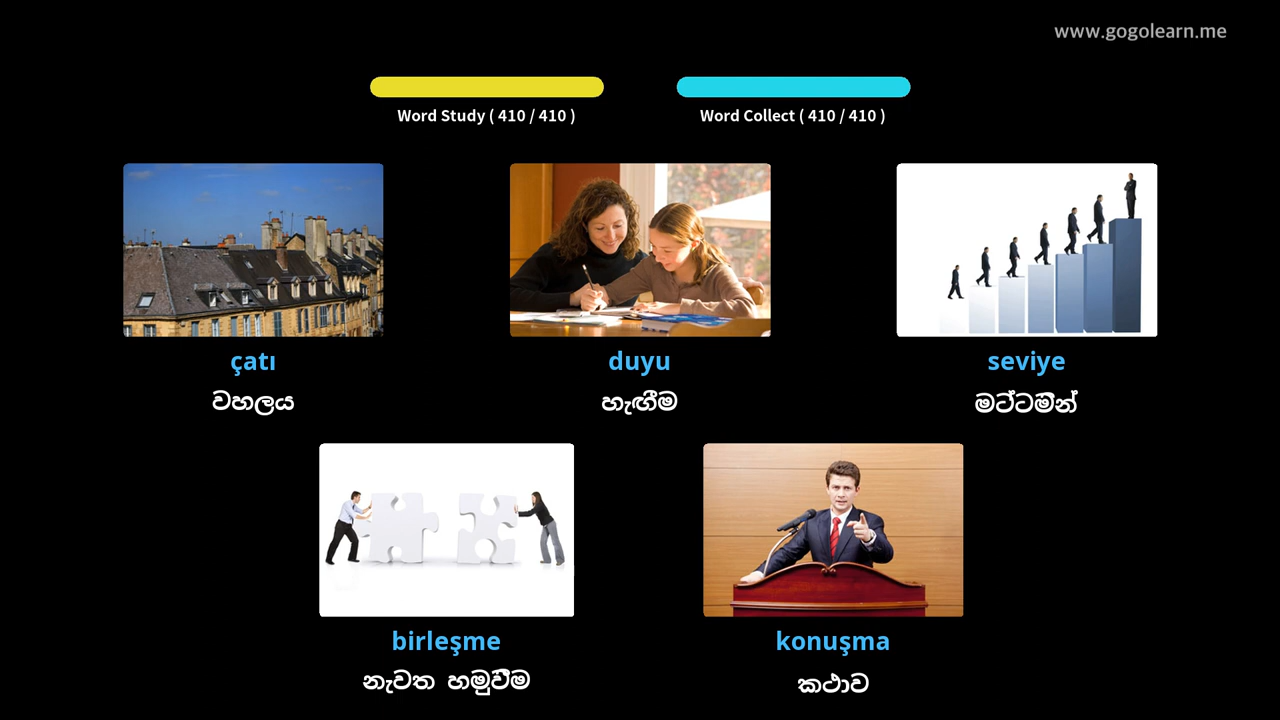 www.gogolearn.me
Word Study ( 410 / 410 )
Word Collect ( 410 / 410 )
çatı
duyu
seviye
වහලය
හැඟීම
මට්ටමින්
birleşme
konuşma
නැවත හමුවීම
කථාව